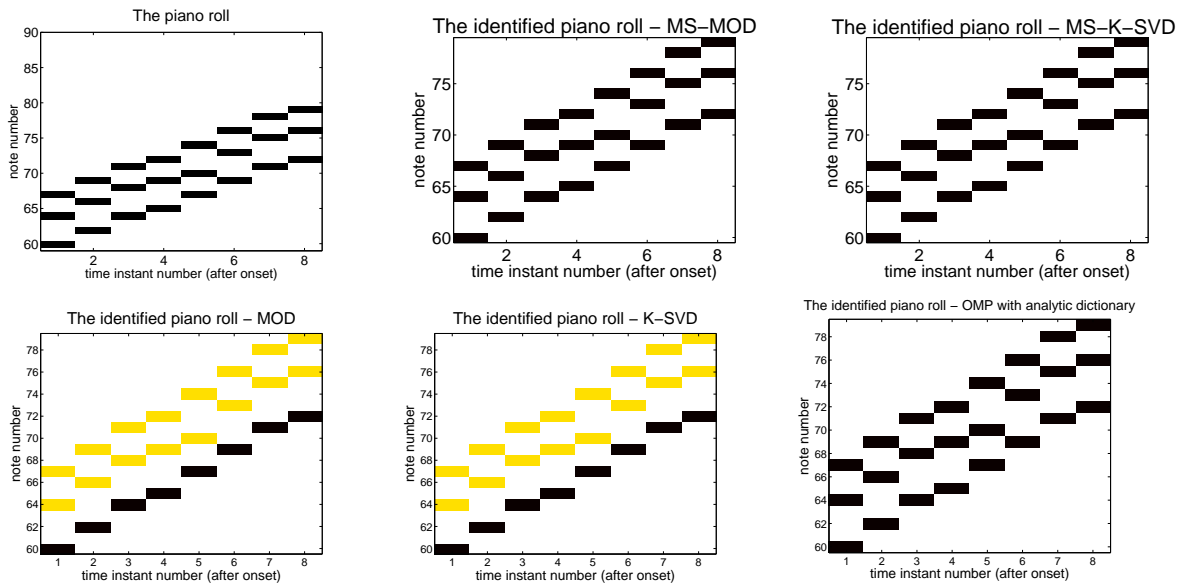 The piano roll
90
85
80
75
70
65
60
note number
2 4 6 8
time instant number (after onset)
The identified piano roll – MS–MOD
75
70
65
60
note number
2 4 6 8
time instant number (after onset)
The identified piano roll – MS–K–SVD
75
70
65
60
note number
2 4 6 8
time instant number (after onset)
The identified piano roll – MOD
78
76
74
72
70
68
66
64
62
60
note number
1 2 3 4 5 6 7 8
time instant number (after onset)
The identified piano roll – K–SVD
78
76
74
72
70
68
66
64
62
60
note number
1 2 3 4 5 6 7 8
time instant number (after onset)
The identified piano roll – OMP with analytic dictionary
78
76
74
72
70
68
66
64
62
60
note number
1 2 3 4 5 6 7 8
time instant number (after onset)